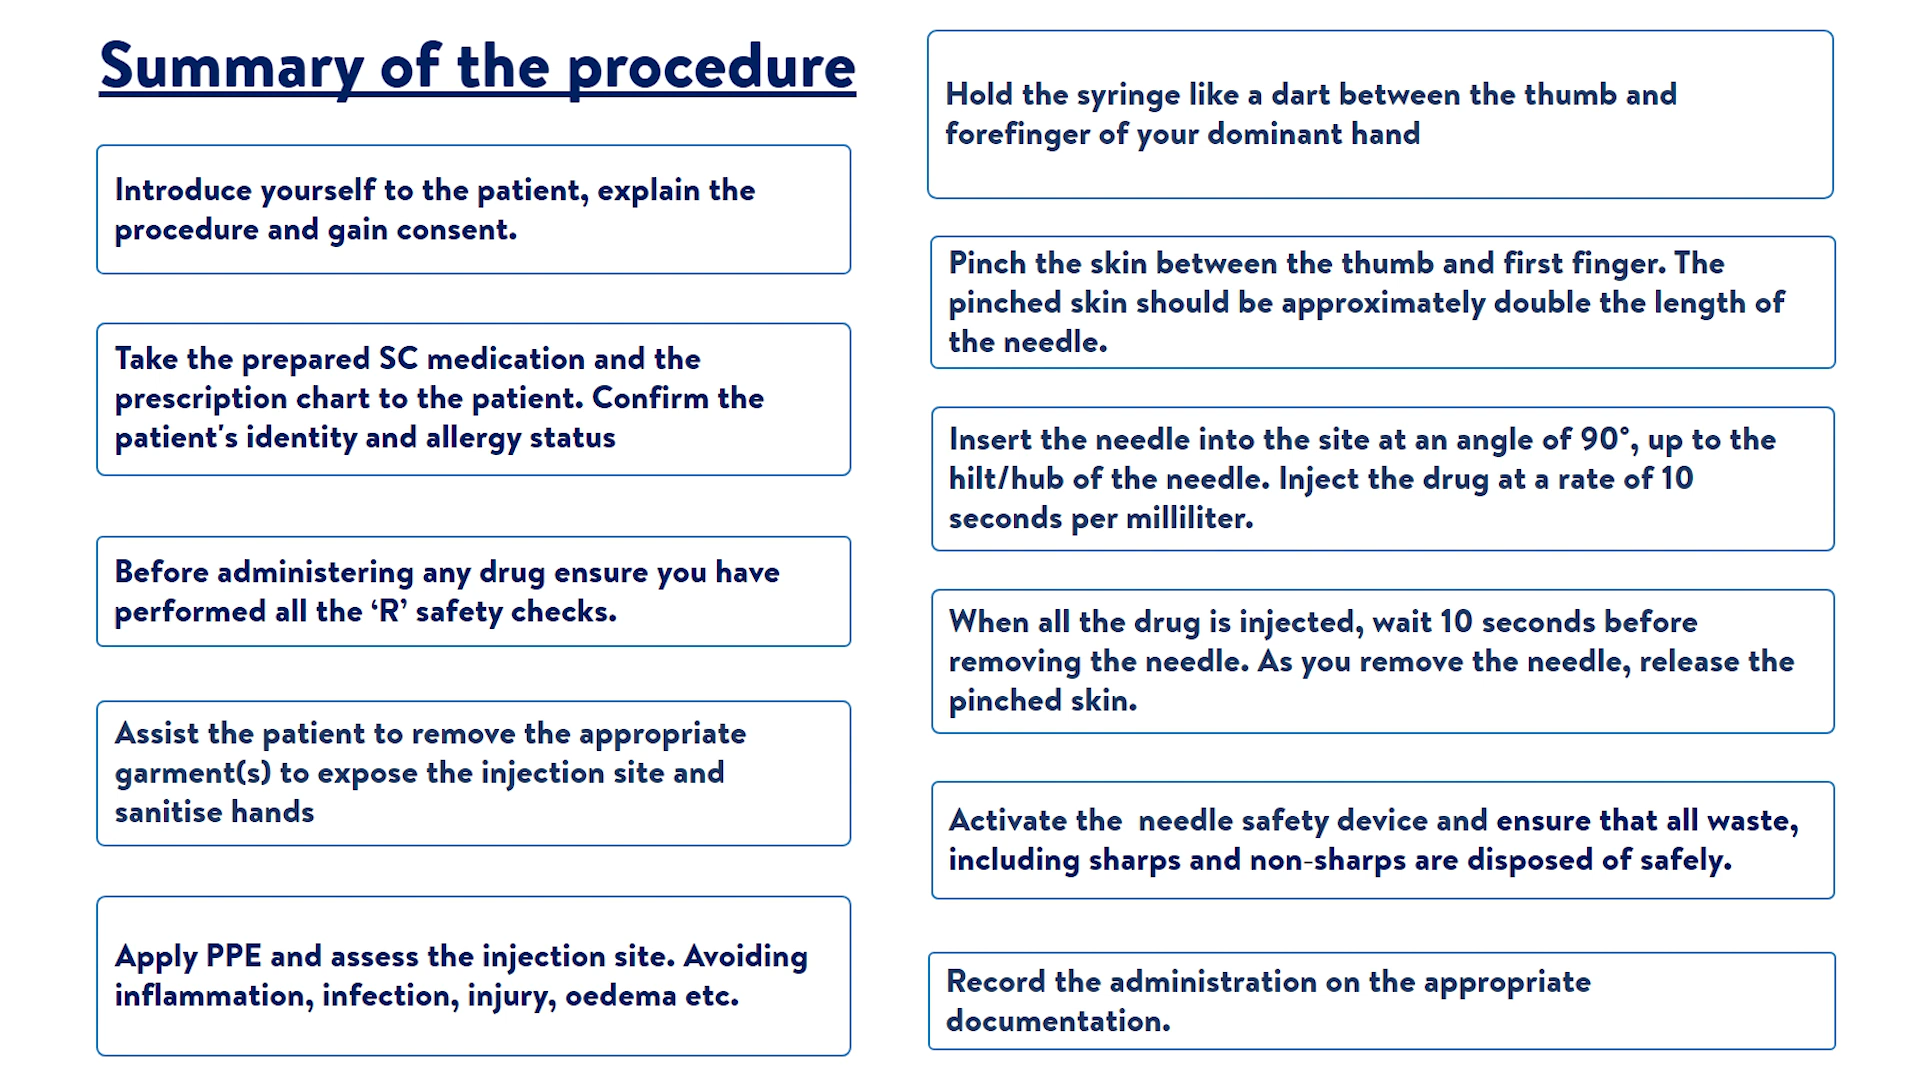 Summary of the procedure
Introduce yourself to the patient, explain the
procedure and gain consent.
Take the prepared SC medication and the
prescription chart to the patient. Confirm the
patient's identity and allergy status
Before administering any drug ensure you have
performed all the ‘R’ safety checks.
Assist the patient to remove the appropriate
garment(s) to expose the injection site and
sanitise hands
Apply PPE and assess the injection site. Avoiding
inflammation, infection, injury, oedema etc.
Hold the syringe like a dart between the thumb and
forefinger of your dominant hand
Pinch the skin between the thumb and first finger. The
pinched skin should be approximately double the length of
the needle.
Insert the needle into the site at an angle of 90°, up to the
hilt/hub of the needle. Inject the drug at a rate of 10
seconds per milliliter.
When all the drug is injected, wait 10 seconds before
removing the needle. As you remove the needle, release the
pinched skin.
Activate the  needle safety device and ensure that all waste,
including sharps and non-sharps are disposed of safely.
Record the administration on the appropriate
documentation.